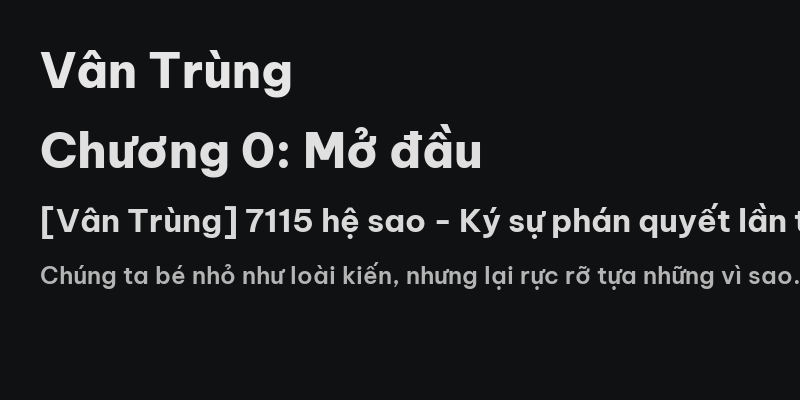 Vân Trùng
Chương 0: Mở đầu
[Vân Trùng] 7115 hệ sao - Ký sự phán quyết lần
Chúng ta bé nhỏ như loài kiến, nhưng lại rực rỡ tựa những vì sao.